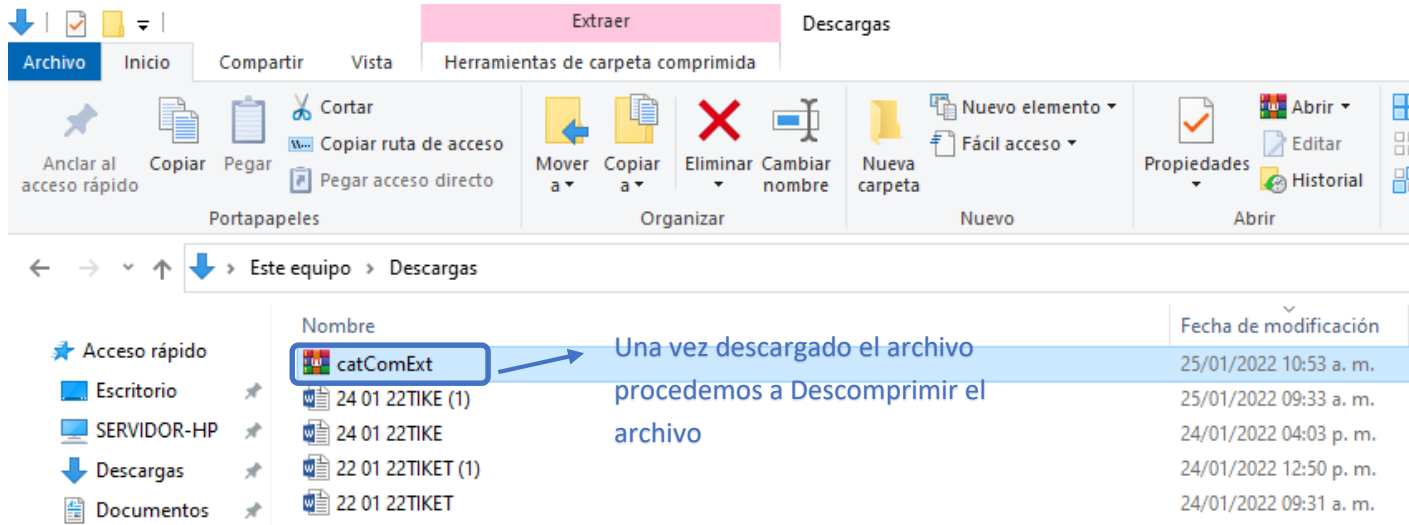 Extraer
Descargas
Archivo Inicio Compartir Vista Herramientas de carpeta comprimida
Anclar al
acceso rápido
Copiar
Pegar
Cortar
Copiar ruta de acceso
Pegar acceso directo
Mover
a
Copiar
a
Eliminar
Cambiar
nombre
Nueva
carpeta
Nuevo elemento
Fácil acceso
Propiedades
Abrir
Editar
Historial
Portapapeles Organizar Nuevo Abrir
Este equipo > Descargas
Nombre Fecha de modificación
Acceso rápido
Escritorio
SERVIDOR-HP
Descargas
Documentos
catComExt 25/01/2022 10:53 a. m.
24 01 22TIKE (1) 25/01/2022 09:33 a. m.
24 01 22TIKE 24/01/2022 04:03 p. m.
22 01 22TIKET (1) 24/01/2022 12:50 p. m.
22 01 22TIKET 24/01/2022 09:31 a. m.
Una vez descargado el archivo
procedemos a Descomprimir el
archivo